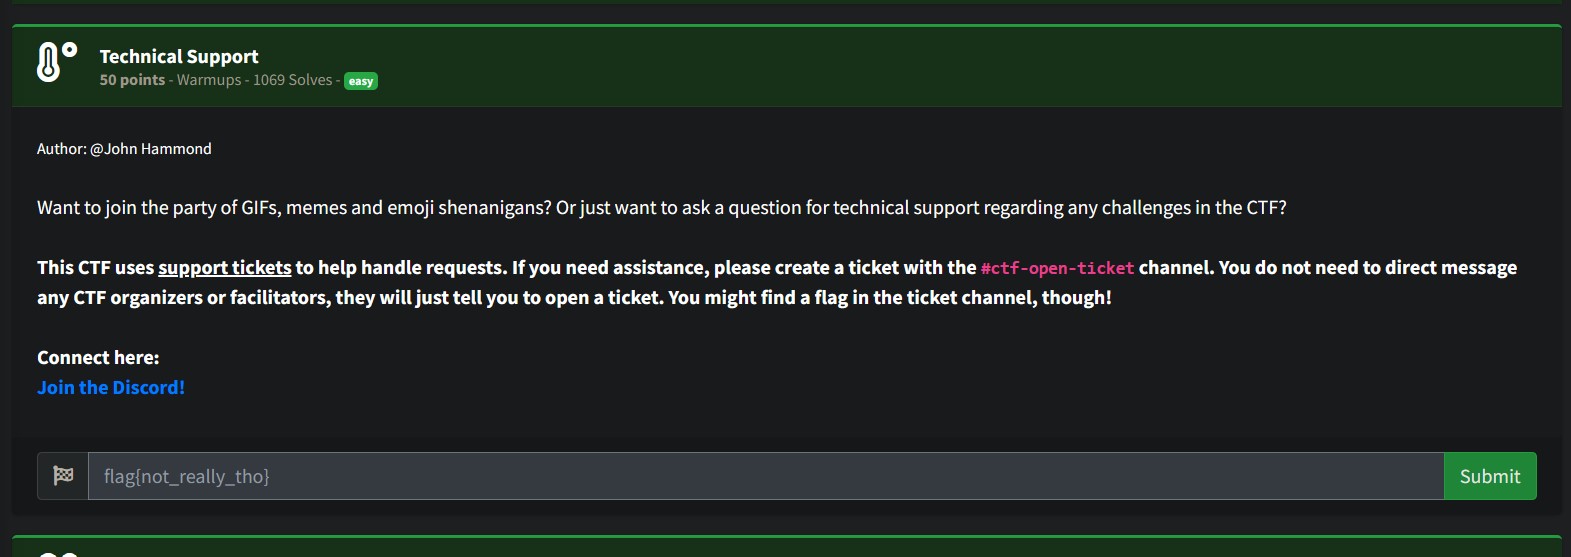 Technical Support
50 points - Warmups - 1069 Solves - easy
Author: @John Hammond
Want to join the party of GIFs, memes and emoji shenanigans? Or just want to ask a question for technical support regarding any challenges in the CTF?
This CTF uses support tickets to help handle requests. If you need assistance, please create a ticket with the #ctf-open-ticket channel. You do not need to direct message
any CTF organizers or facilitators, they will just tell you to open a ticket. You might find a flag in the ticket channel, though!
Connect here:
Join the Discord!
flag{not_really_tho}
Submit